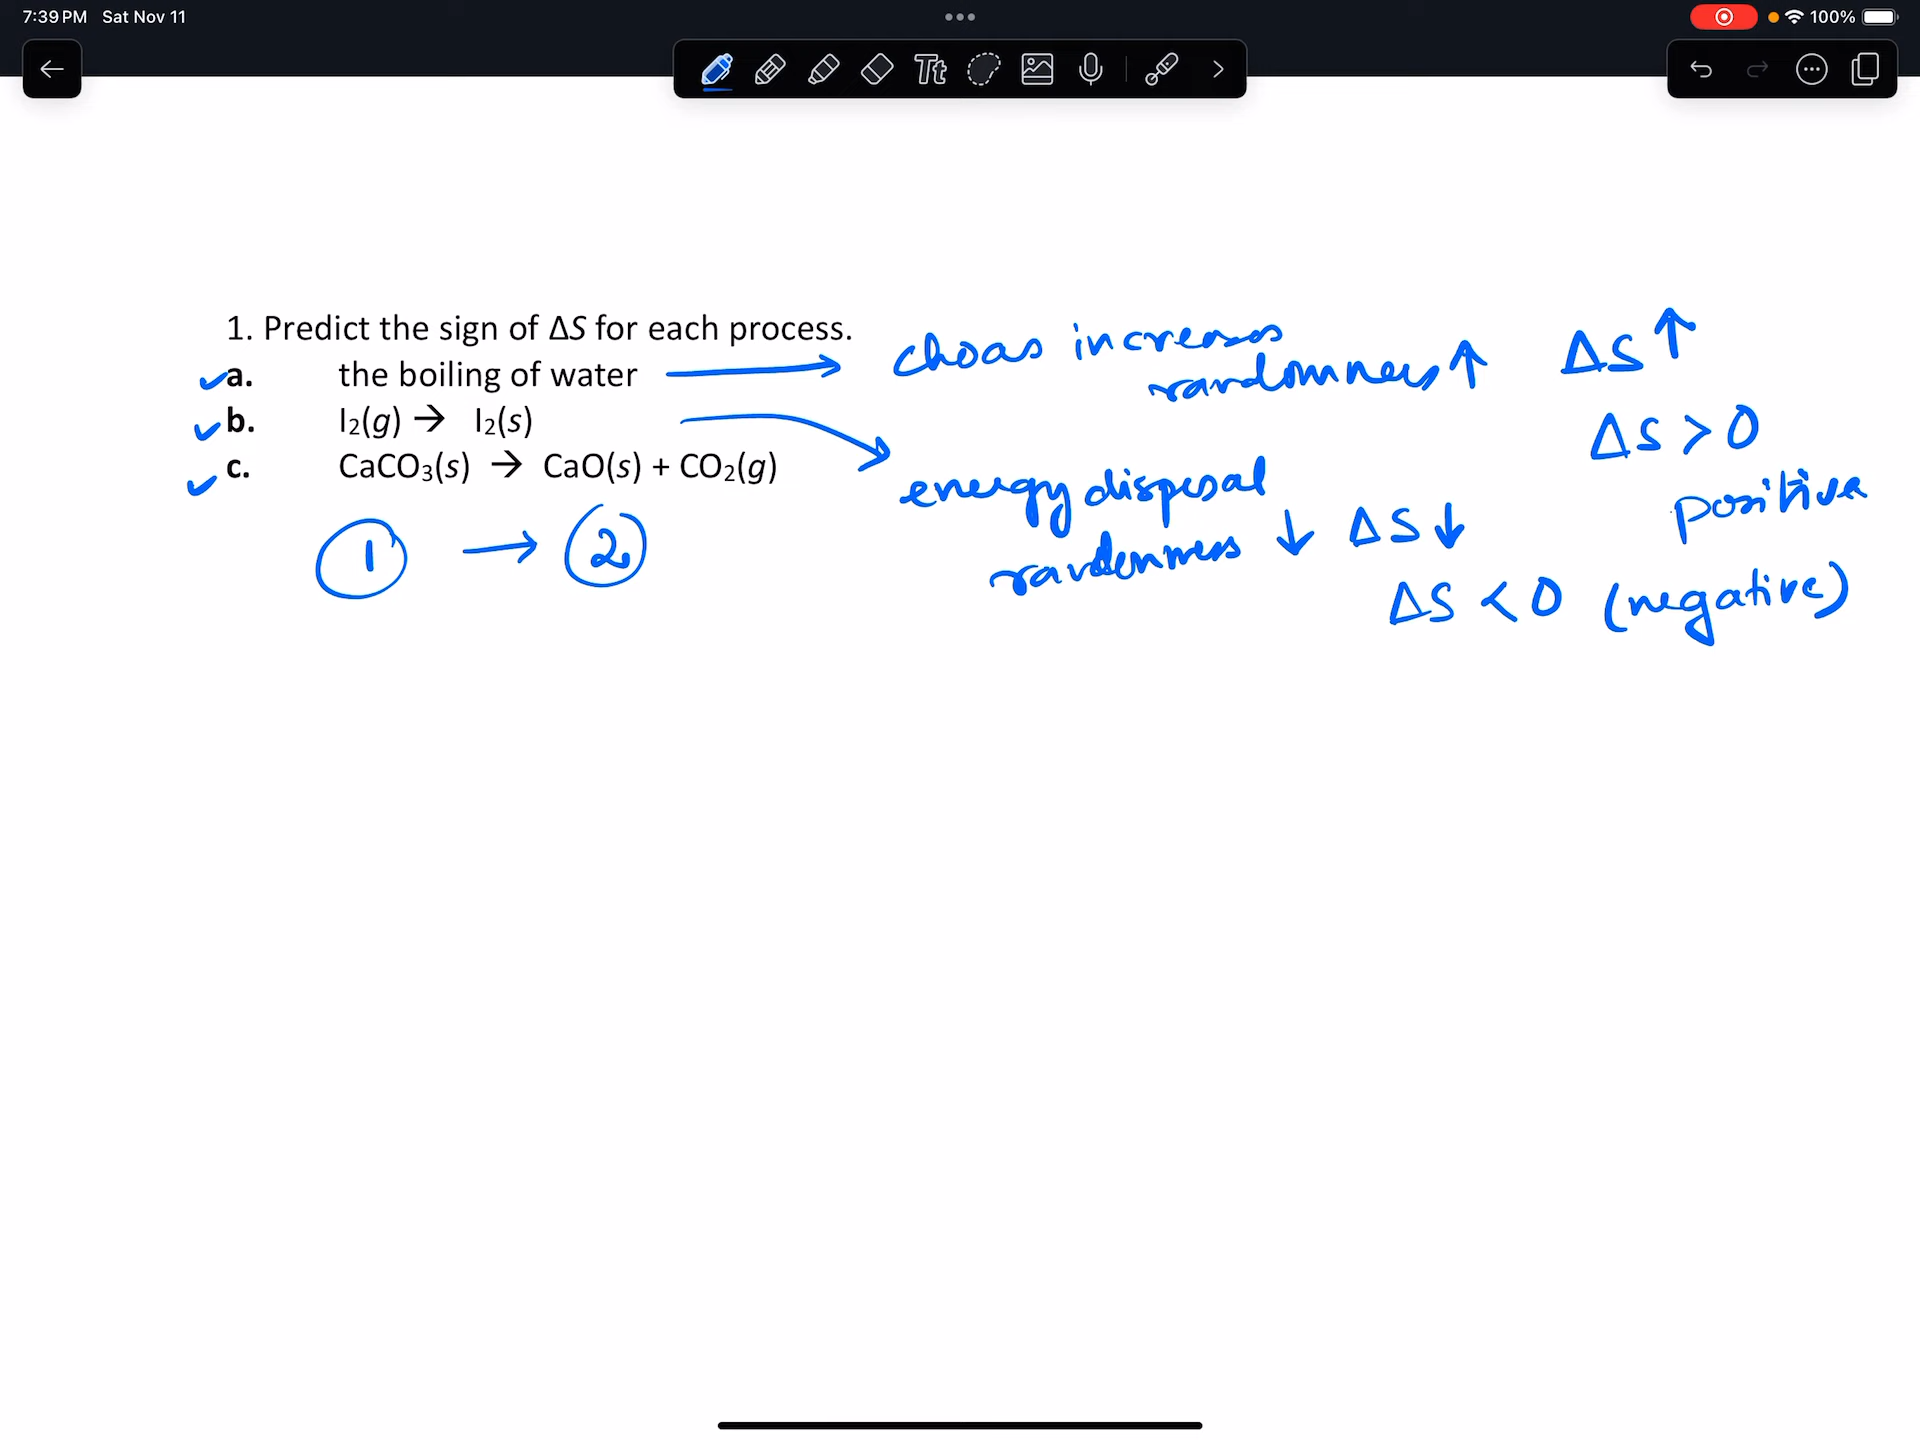 7:39 PM Sat Nov 11
100%
Tt
1. Predict the sign of ΔS for each process.
a. the boiling of water
b. I₂(g) → I₂(s)
c. CaCO₃(s) → CaO(s) + CO₂(g)
① → ②
choas increases
randomness ↑
ΔS ↑
ΔS > 0
positive
energy dispersal
randomness ↓ ΔS ↓
ΔS < 0 (negative)